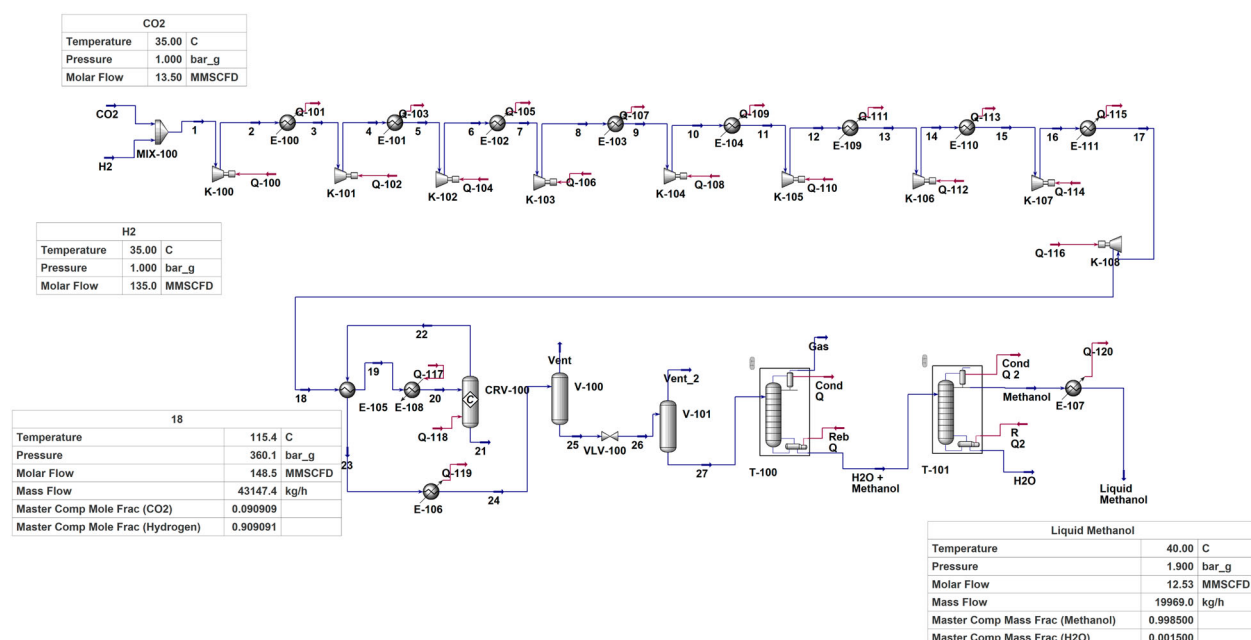 CO2
Temperature 35.00 C
Pressure 1.000 bar_g
Molar Flow 13.50 MMSCFD
CO2
H2
MIX-100
1
K-100
Q-100
2
E-100
Q-101
3
K-101
Q-102
4
E-101
Q-103
5
K-102
Q-104
6
E-102
Q-105
7
K-103
Q-106
8
E-103
Q-107
9
K-104
Q-108
10
E-104
Q-109
11
K-105
Q-110
12
E-109
Q-111
13
K-106
Q-112
14
E-110
Q-113
15
K-107
Q-114
16
E-111
Q-115
17
H2
Temperature 35.00 C
Pressure 1.000 bar_g
Molar Flow 135.0 MMSCFD
Q-116
K-108
18
E-105
19
E-108
Q-117
20
22
CRV-100
C
Q-118
21
23
E-106
Q-119
24
Vent
V-100
25
VLV-100
26
Vent_2
V-101
27
Gas
Cond
Q
Reb
Q
T-100
H2O +
Methanol
Cond
Q 2
Methanol
R
Q2
T-101
H2O
Q-120
E-107
Liquid
Methanol
18
Temperature 115.4 C
Pressure 360.1 bar_g
Molar Flow 148.5 MMSCFD
Mass Flow 43147.4 kg/h
Master Comp Mole Frac (CO2) 0.090909
Master Comp Mole Frac (Hydrogen) 0.909091
Liquid Methanol
Temperature 40.00 C
Pressure 1.900 bar_g
Molar Flow 12.53 MMSCFD
Mass Flow 19969.0 kg/h
Master Comp Mass Frac (Methanol) 0.998500
Master Comp Mass Frac (H2O) 0.001500